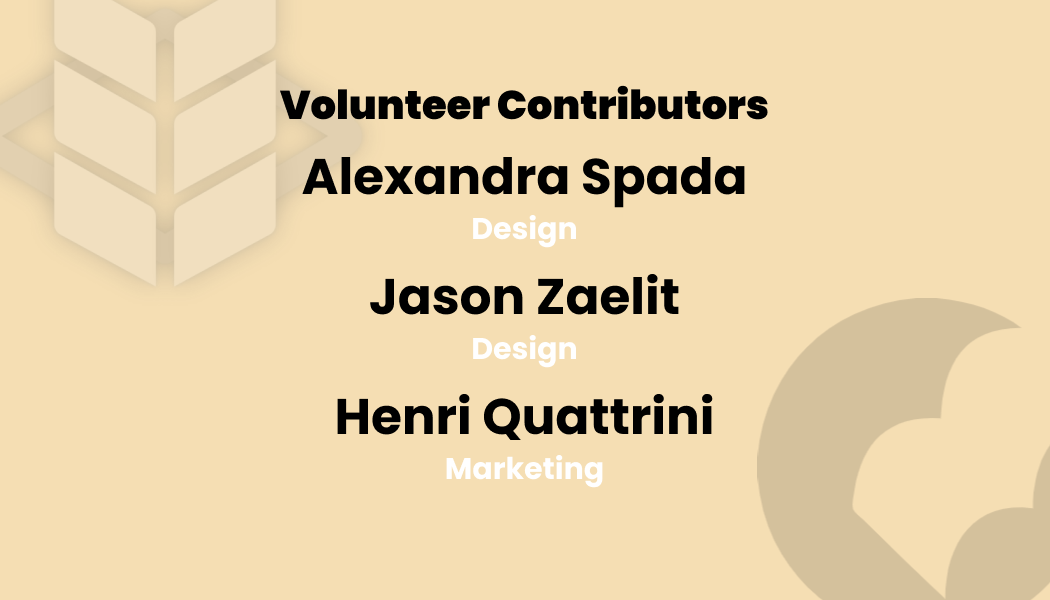 Volunteer Contributors
Alexandra Spada
Design
Jason Zaelit
Design
Henri Quattrini
Marketing